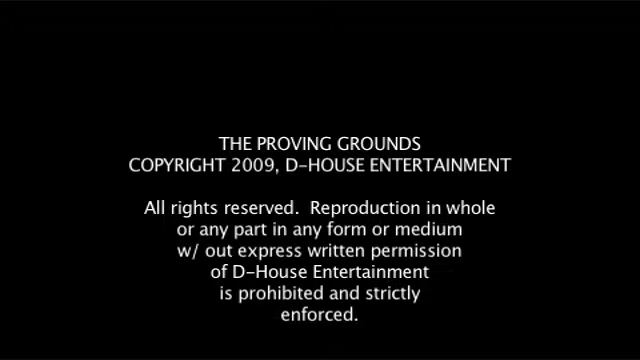 THE PROVING GROUNDS
COPYRIGHT 2009, D-HOUSE ENTERTAINMENT
All rights reserved.  Reproduction in whole
or any part in any form or medium
w/ out express written permission
of D-House Entertainment
is prohibited and strictly
enforced.